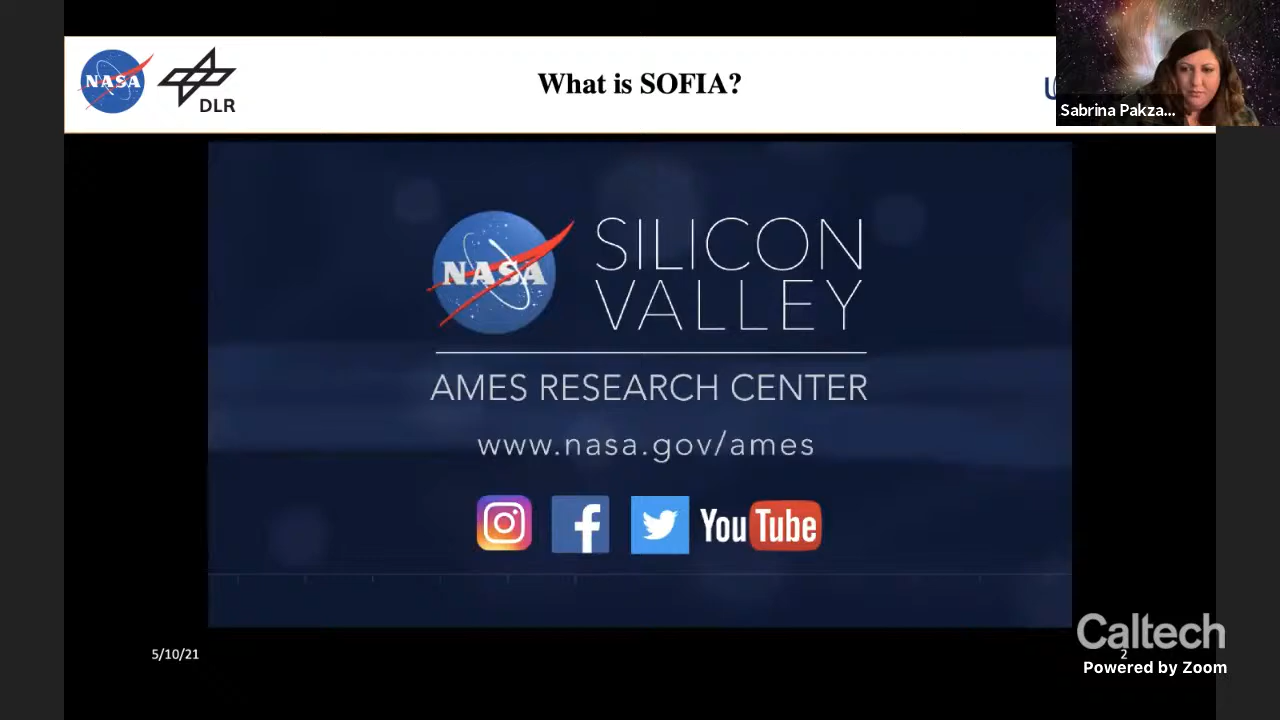 NASA
DLR
What is SOFIA?
Sabrina Pakza...
NASA
SILICON
VALLEY
AMES RESEARCH CENTER
www.nasa.gov/ames
YouTube
5/10/21
2
Caltech
Powered by Zoom